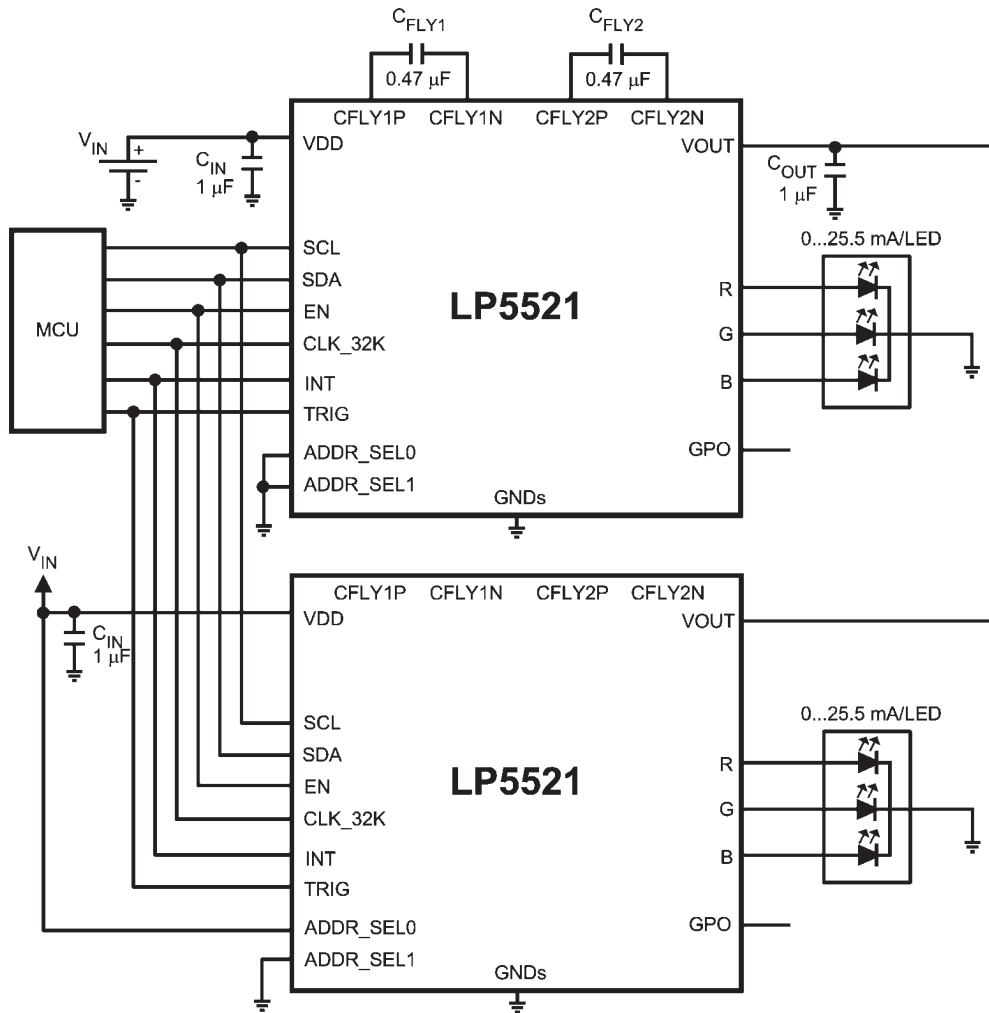 CFLY1
0.47 µF
CFLY2
0.47 µF
CFLY1P CFLY1N CFLY2P CFLY2N
VIN
+
-
CIN
1 µF
VDD
VOUT
COUT
1 µF
MCU
SCL
SDA
EN
CLK_32K
INT
TRIG
ADDR_SEL0
ADDR_SEL1
LP5521
0...25.5 mA/LED
R
G
B
GPO
GNDs
VIN
CIN
1 µF
CFLY1P CFLY1N CFLY2P CFLY2N
VDD
VOUT
SCL
SDA
EN
CLK_32K
INT
TRIG
ADDR_SEL0
ADDR_SEL1
LP5521
0...25.5 mA/LED
R
G
B
GPO
GNDs